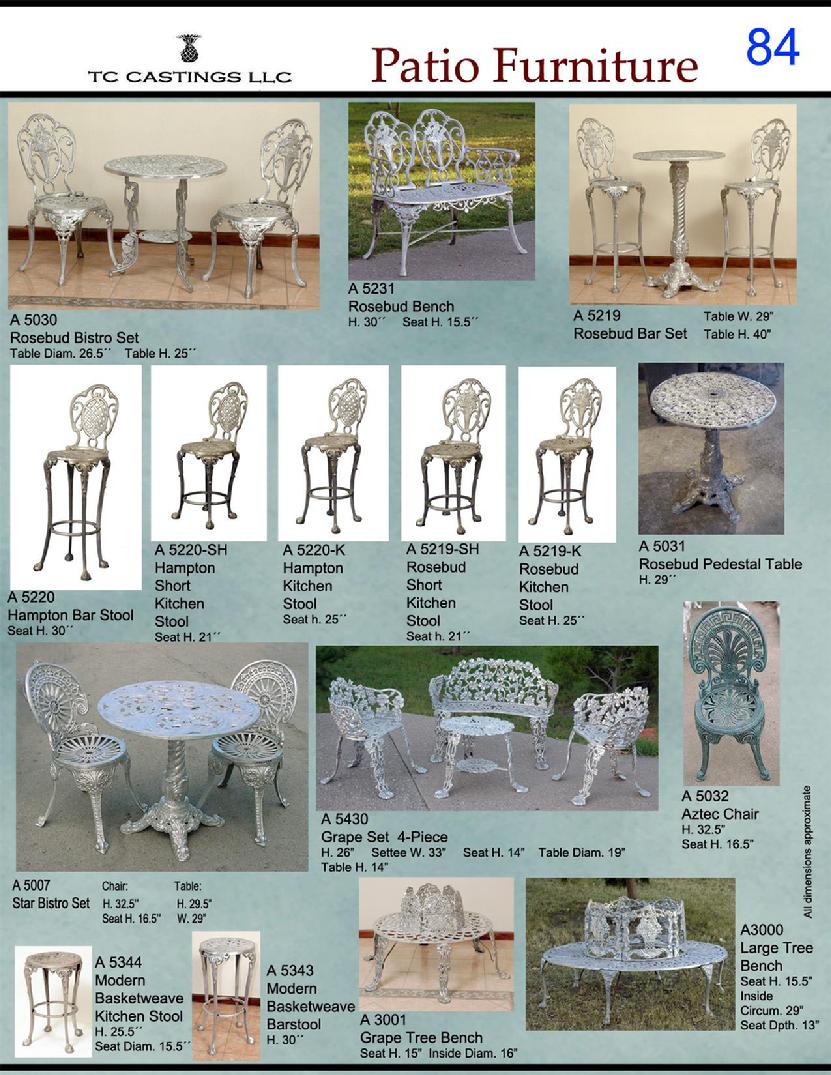 TC CASTINGS LLC
Patio Furniture
84
A 5030
Rosebud Bistro Set
Table Diam. 26.5´´ Table H. 25´´
A 5231
Rosebud Bench
H. 30´´ Seat H. 15.5´´
A 5219 Table W. 29"
Rosebud Bar Set Table H. 40"
A 5220
Hampton Bar Stool
Seat H. 30´´
A 5220-SH
Hampton
Short
Kitchen
Stool
Seat H. 21´´
A 5220-K
Hampton
Kitchen
Stool
Seat h. 25´´
A 5219-SH
Rosebud
Short
Kitchen
Stool
Seat h. 21´´
A 5219-K
Rosebud
Kitchen
Stool
Seat H. 25´´
A 5031
Rosebud Pedestal Table
H. 29´´
A 5007 Chair: Table:
Star Bistro Set H. 32.5" H. 29.5"
Seat H. 16.5" W. 29"
A 5430
Grape Set 4-Piece
H. 26" Settee W. 33" Seat H. 14" Table Diam. 19"
Table H. 14"
A 5032
Aztec Chair
H. 32.5"
Seat H. 16.5"
All dimensions approximate
A 5344
Modern
Basketweave
Kitchen Stool
H. 25.5´´
Seat Diam. 15.5´´
A 5343
Modern
Basketweave
Barstool
H. 30´´
A 3001
Grape Tree Bench
Seat H. 15" Inside Diam. 16"
A3000
Large Tree
Bench
Seat H. 15.5"
Inside
Circum. 29"
Seat Dpth. 13"